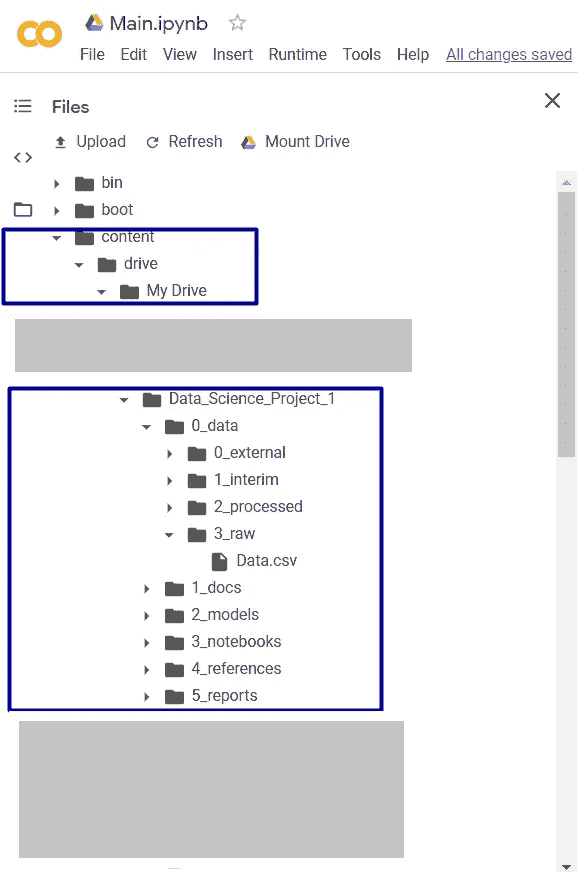 Main.ipynb
File Edit View Insert Runtime Tools Help All changes saved
Files
Upload Refresh Mount Drive
bin
boot
content
drive
My Drive
Data_Science_Project_1
0_data
0_external
1_interim
2_processed
3_raw
Data.csv
1_docs
2_models
3_notebooks
4_references
5_reports